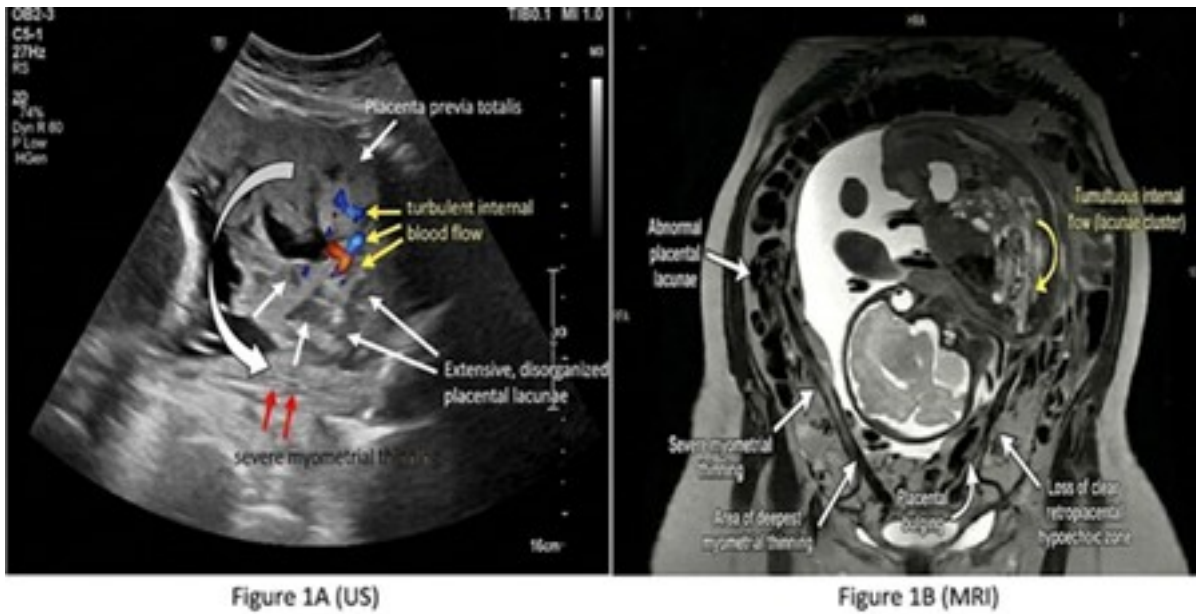 C5-1
27Hz
RS
2D
74%
Dyn R 60
P Low
HGen
TIB0.1 MI 1.0
Placenta previa totalis
turbulent internal
blood flow
Extensive, disorganized
placental lacunae
severe myometrial
16cm
Figure 1A (US)
Abnormal
placental
lacunae
Tumultuous internal
flow (lacunae cluster)
Severe myometrial
thinning
Area of deepest
myometrial thinning
Placental
bulging
Loss of clear
retroplacental
hypoechoic zone
Figure 1B (MRI)